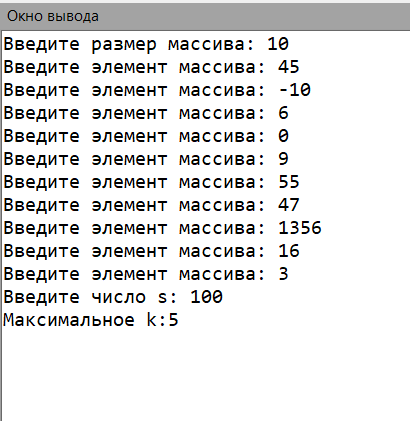 Окно вывода
Введите размер массива: 10
Введите элемент массива: 45
Введите элемент массива: -10
Введите элемент массива: 6
Введите элемент массива: 0
Введите элемент массива: 9
Введите элемент массива: 55
Введите элемент массива: 47
Введите элемент массива: 1356
Введите элемент массива: 16
Введите элемент массива: 3
Введите число s: 100
Максимальное k:5